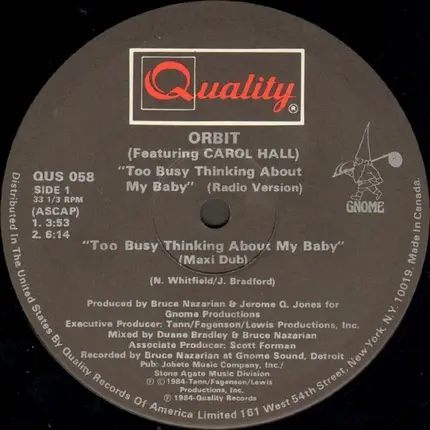 Quality®
ORBIT
(Featuring CAROL HALL)
"Too Busy Thinking About
My Baby" (Radio Version)
QUS 058
SIDE 1
33 1/3 RPM
(ASCAP)
1. 3:53
2. 6:14
GNOME
"Too Busy Thinking About My Baby"
(Maxi Dub)
(N. Whitfield/J. Bradford)
Produced by Bruce Nazarian & Jerome Q. Jones for
Gnome Productions
Executive Producer: Tann/Fagenson/Lewis Productions, Inc.
Mixed by Duane Bradley & Bruce Nazarian
Associate Producer: Scott Forman
Recorded by Bruce Nazarian at Gnome Sound, Detroit
Pub: Jobete Music Company, Inc./
Stone Agate Music Division
℗ © 1984-Tann/Fagenson/Lewis
Productions, Inc.
℗ 1984-Quality Records
Distributed In The United States By Quality Records Of America Limited 161 West 54th Street, New York, N.Y. 10019. Made In Canada.